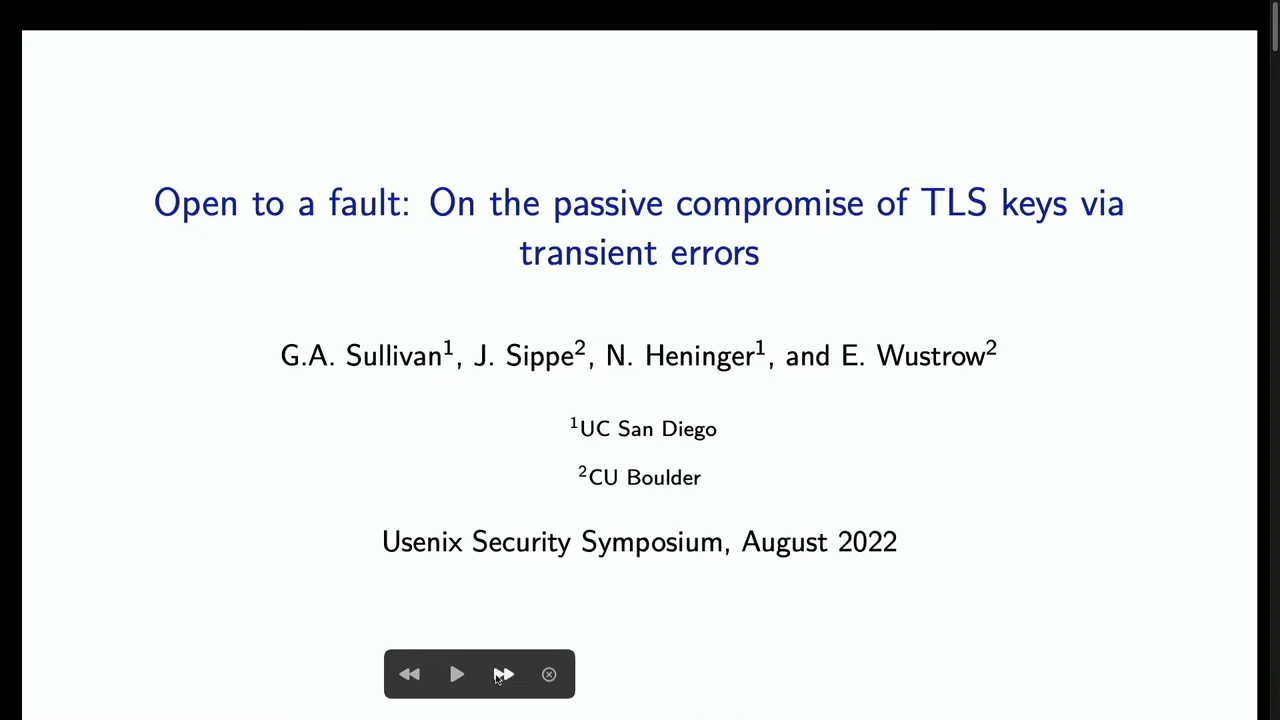 Open to a fault: On the passive compromise of TLS keys via
transient errors
G.A. Sullivan¹, J. Sippe², N. Heninger¹, and E. Wustrow²
¹UC San Diego
²CU Boulder
Usenix Security Symposium, August 2022